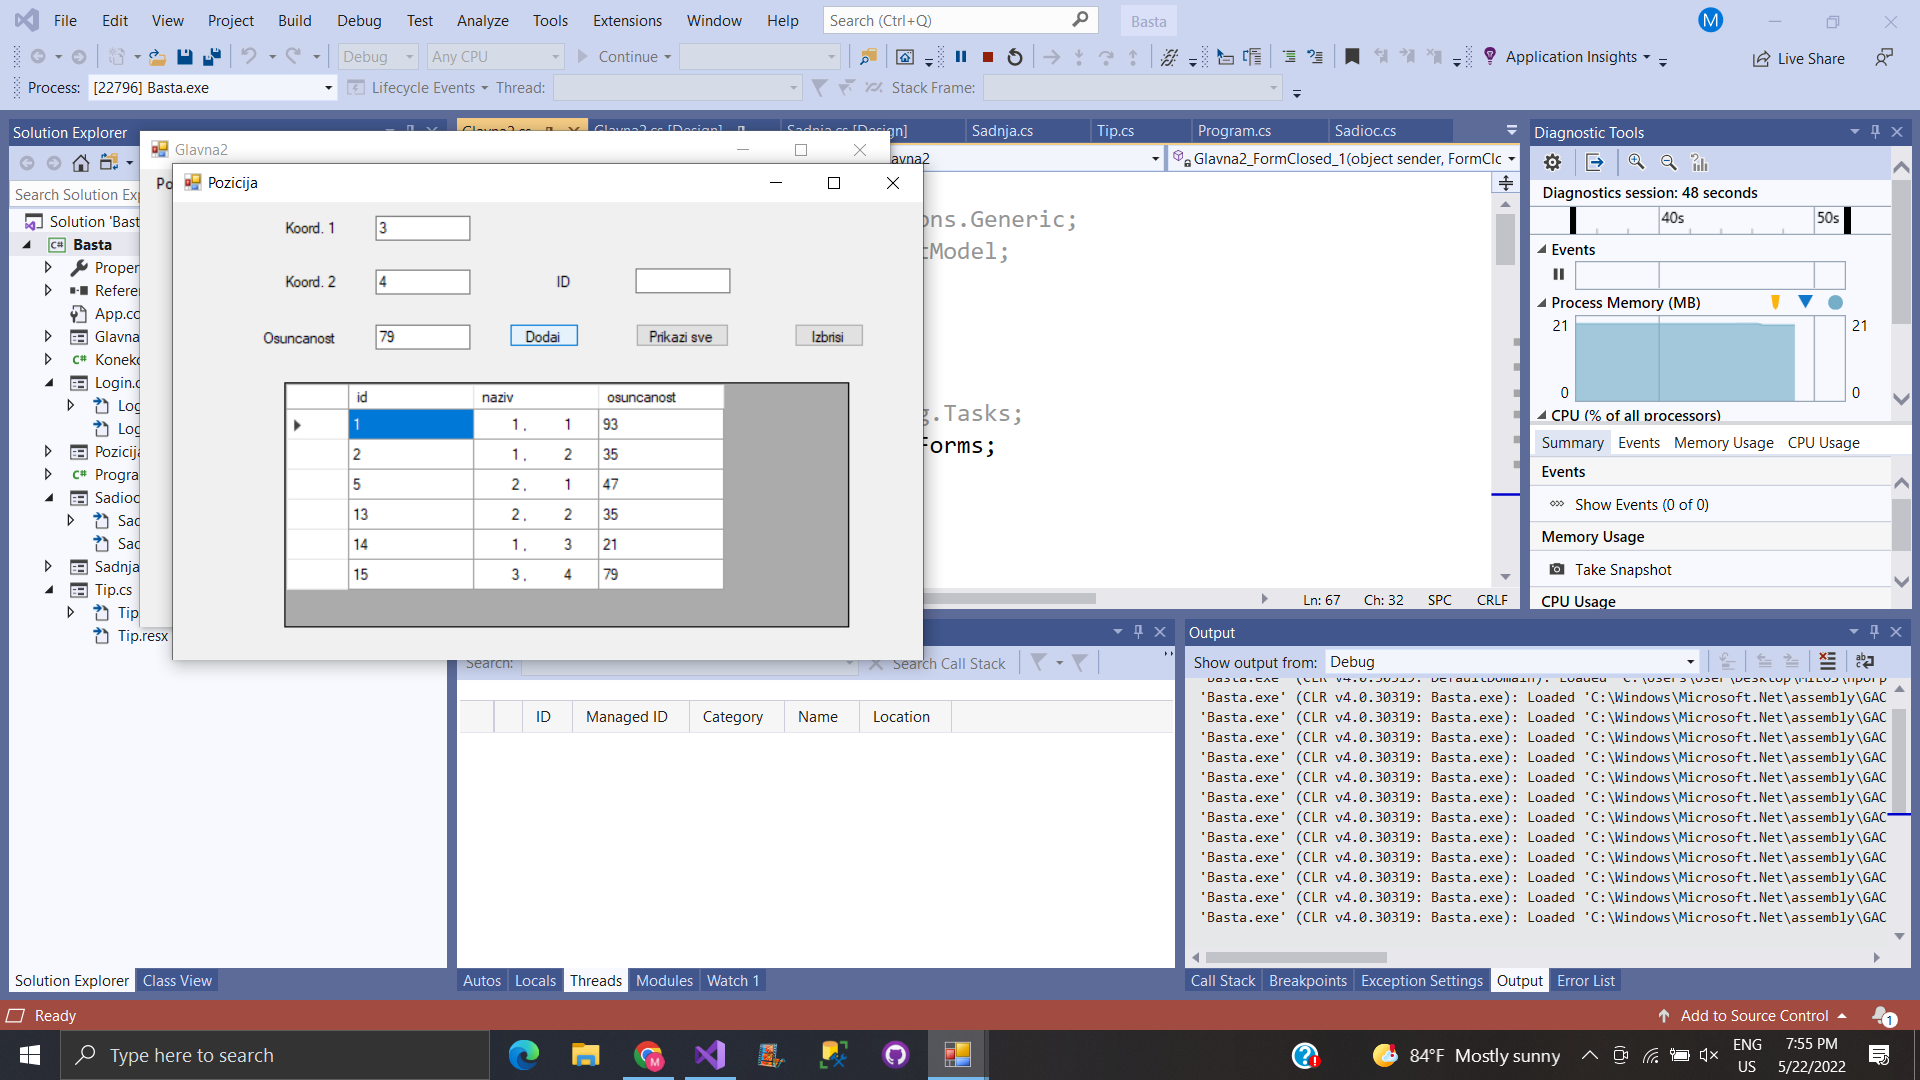 File Edit View Project Build Debug Test Analyze Tools Extensions Window Help Search (Ctrl+Q) Basta M
Debug Any CPU Continue Application Insights Live Share
Process: [22796] Basta.exe Lifecycle Events Thread: Stack Frame:
Solution Explorer
Search Solution Ex
Solution 'Bast
Basta
Proper
Refere
App.co
Glavna
Koneko
Login.c
Log
Log
Pozicija
Progra
Sadioc
Sad
Sad
Sadnja
Tip.cs
Tip
Tip.resx
Solution Explorer Class View
Glavna2
Po
Pozicija
Koord. 1 3
Koord. 2 4 ID
Osuncanost 79 Dodaj Prikazi sve Izbrisi
id naziv osuncanost
1 1 , 1 93
2 1 , 2 35
5 2 , 1 47
13 2 , 2 35
14 1 , 3 21
15 3 , 4 79
Glavna2.cs Glavna2.cs [Design] Sadnja.cs [Design] Sadnja.cs Tip.cs Program.cs Sadioc.cs
avna2 Glavna2_FormClosed_1(object sender, FormClc
ons.Generic;
tModel;
g.Tasks;
Forms;
Ln: 67 Ch: 32 SPC CRLF
Search: Search Call Stack
ID Managed ID Category Name Location
Autos Locals Threads Modules Watch 1
Diagnostic Tools
Diagnostics session: 48 seconds
40s 50s
Events
Process Memory (MB)
21 21
0 0
CPU (% of all processors)
Summary Events Memory Usage CPU Usage
Events
Show Events (0 of 0)
Memory Usage
Take Snapshot
CPU Usage
Output
Show output from: Debug
'Basta.exe' (CLR v4.0.30319: DefaultDomain): Loaded 'C:\Users\User\Desktop\MILOS\nporp
'Basta.exe' (CLR v4.0.30319: Basta.exe): Loaded 'C:\Windows\Microsoft.Net\assembly\GAC
'Basta.exe' (CLR v4.0.30319: Basta.exe): Loaded 'C:\Windows\Microsoft.Net\assembly\GAC
'Basta.exe' (CLR v4.0.30319: Basta.exe): Loaded 'C:\Windows\Microsoft.Net\assembly\GAC
'Basta.exe' (CLR v4.0.30319: Basta.exe): Loaded 'C:\Windows\Microsoft.Net\assembly\GAC
'Basta.exe' (CLR v4.0.30319: Basta.exe): Loaded 'C:\Windows\Microsoft.Net\assembly\GAC
'Basta.exe' (CLR v4.0.30319: Basta.exe): Loaded 'C:\Windows\Microsoft.Net\assembly\GAC
'Basta.exe' (CLR v4.0.30319: Basta.exe): Loaded 'C:\Windows\Microsoft.Net\assembly\GAC
'Basta.exe' (CLR v4.0.30319: Basta.exe): Loaded 'C:\Windows\Microsoft.Net\assembly\GAC
'Basta.exe' (CLR v4.0.30319: Basta.exe): Loaded 'C:\Windows\Microsoft.Net\assembly\GAC
'Basta.exe' (CLR v4.0.30319: Basta.exe): Loaded 'C:\Windows\Microsoft.Net\assembly\GAC
'Basta.exe' (CLR v4.0.30319: Basta.exe): Loaded 'C:\Windows\Microsoft.Net\assembly\GAC
'Basta.exe' (CLR v4.0.30319: Basta.exe): Loaded 'C:\Windows\Microsoft.Net\assembly\GAC
Call Stack Breakpoints Exception Settings Output Error List
Ready Add to Source Control 1
Type here to search 84°F Mostly sunny ENG US 7:55 PM 5/22/2022